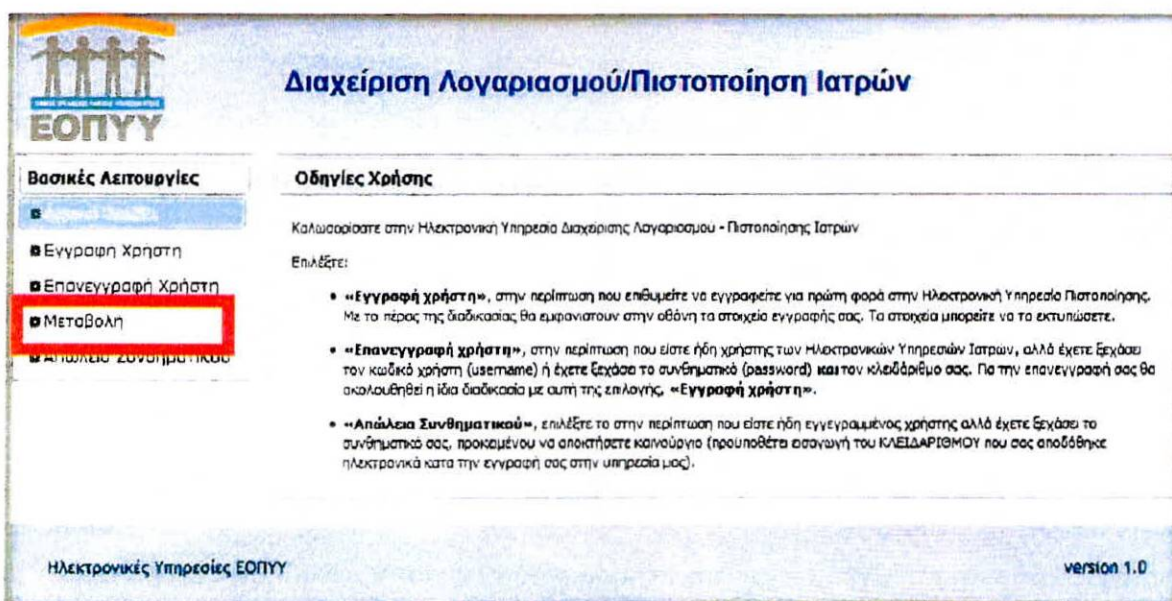 ΕΟΠΥΥ
Διαχείριση Λογαριασμού/Πιστοποίηση Ιατρών
Βασικές Λειτουργίες
Εγγραφή Χρήστη
Επανεγγραφή Χρήστη
Μεταβολή
Απώλεια Συνθηματικού
Οδηγίες Χρήσης
Καλωσορίσατε στην Ηλεκτρονική Υπηρεσία Διαχείρισης Λογαριασμού - Πιστοποίησης Ιατρών
Επιλέξτε:
• «Εγγραφή χρήστη», στην περίπτωση που επιθυμείτε να εγγραφείτε για πρώτη φορά στην Ηλεκτρονική Υπηρεσία Πιστοποίησης.
Με το πέρας της διαδικασίας θα εμφανιστουν στην οθόνη τα στοιχεία εγγραφής σας. Τα στοιχεία μπορείτε να τα εκτυπώσετε.
• «Επανεγγραφή χρήστη», στην περίπτωση που είστε ήδη χρήστης των Ηλεκτρονικών Υπηρεσιών Ιατρών, αλλά έχετε ξεχάσει
τον κωδικό χρήστη (username) ή έχετε ξεχάσει το συνθηματικό (password) και τον κλειδάριθμο σας. Για την επανεγγραφή σας θα
ακολουθηθεί η ίδια διαδικασία με αυτή της επιλογής, «Εγγραφή χρήστη».
• «Απώλεια Συνθηματικού», επιλέξτε το στην περίπτωση που είστε ήδη εγγεγραμμένος χρήστης αλλά έχετε ξεχάσει το
συνθηματικό σας, προκειμένου να αποκτήσετε καινούργιο (προϋποθέτει εισαγωγή του ΚΛΕΙΔΑΡΙΘΜΟΥ που σας αποδόθηκε
ηλεκτρονικά κατα την εγγραφή σας στην υπηρεσία μας).
Ηλεκτρονικές Υπηρεσίες ΕΟΠΥΥ
version 1.0